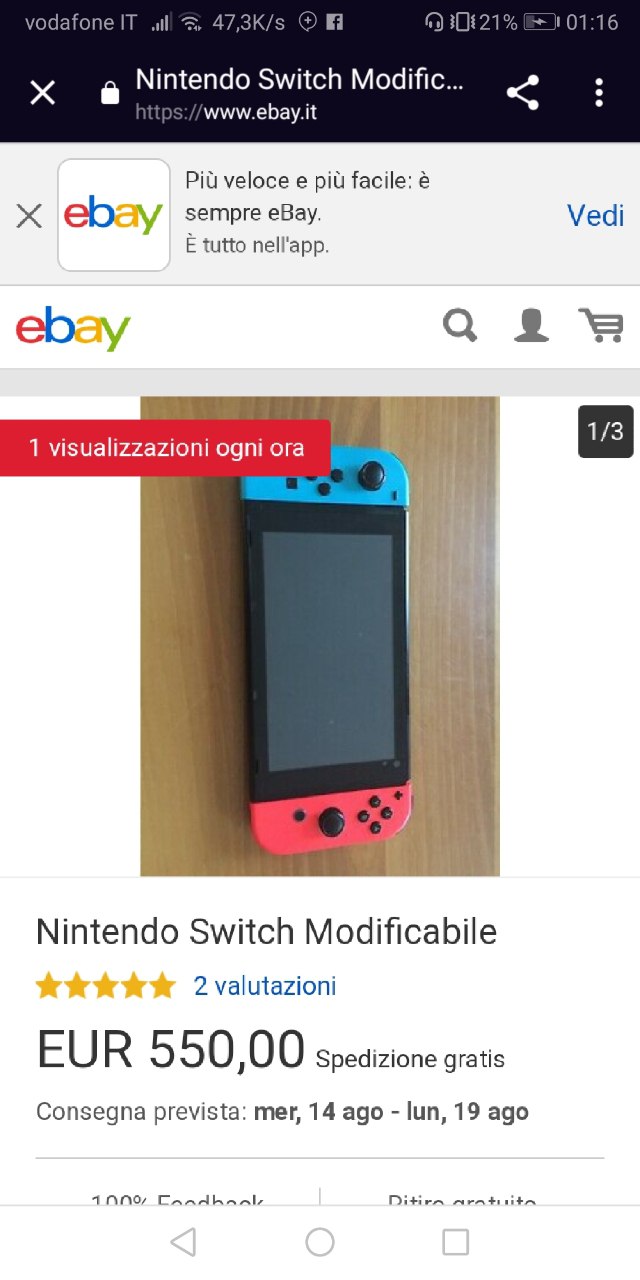 vodafone IT 47,3K/s 21% 01:16
Nintendo Switch Modific...
https://www.ebay.it
Più veloce e più facile: è
sempre eBay.
È tutto nell'app.
Vedi
ebay
ebay
1 visualizzazioni ogni ora
1/3
Nintendo Switch Modificabile
2 valutazioni
EUR 550,00 Spedizione gratis
Consegna prevista: mer, 14 ago - lun, 19 ago
100% Feedback
Ritiro gratuito